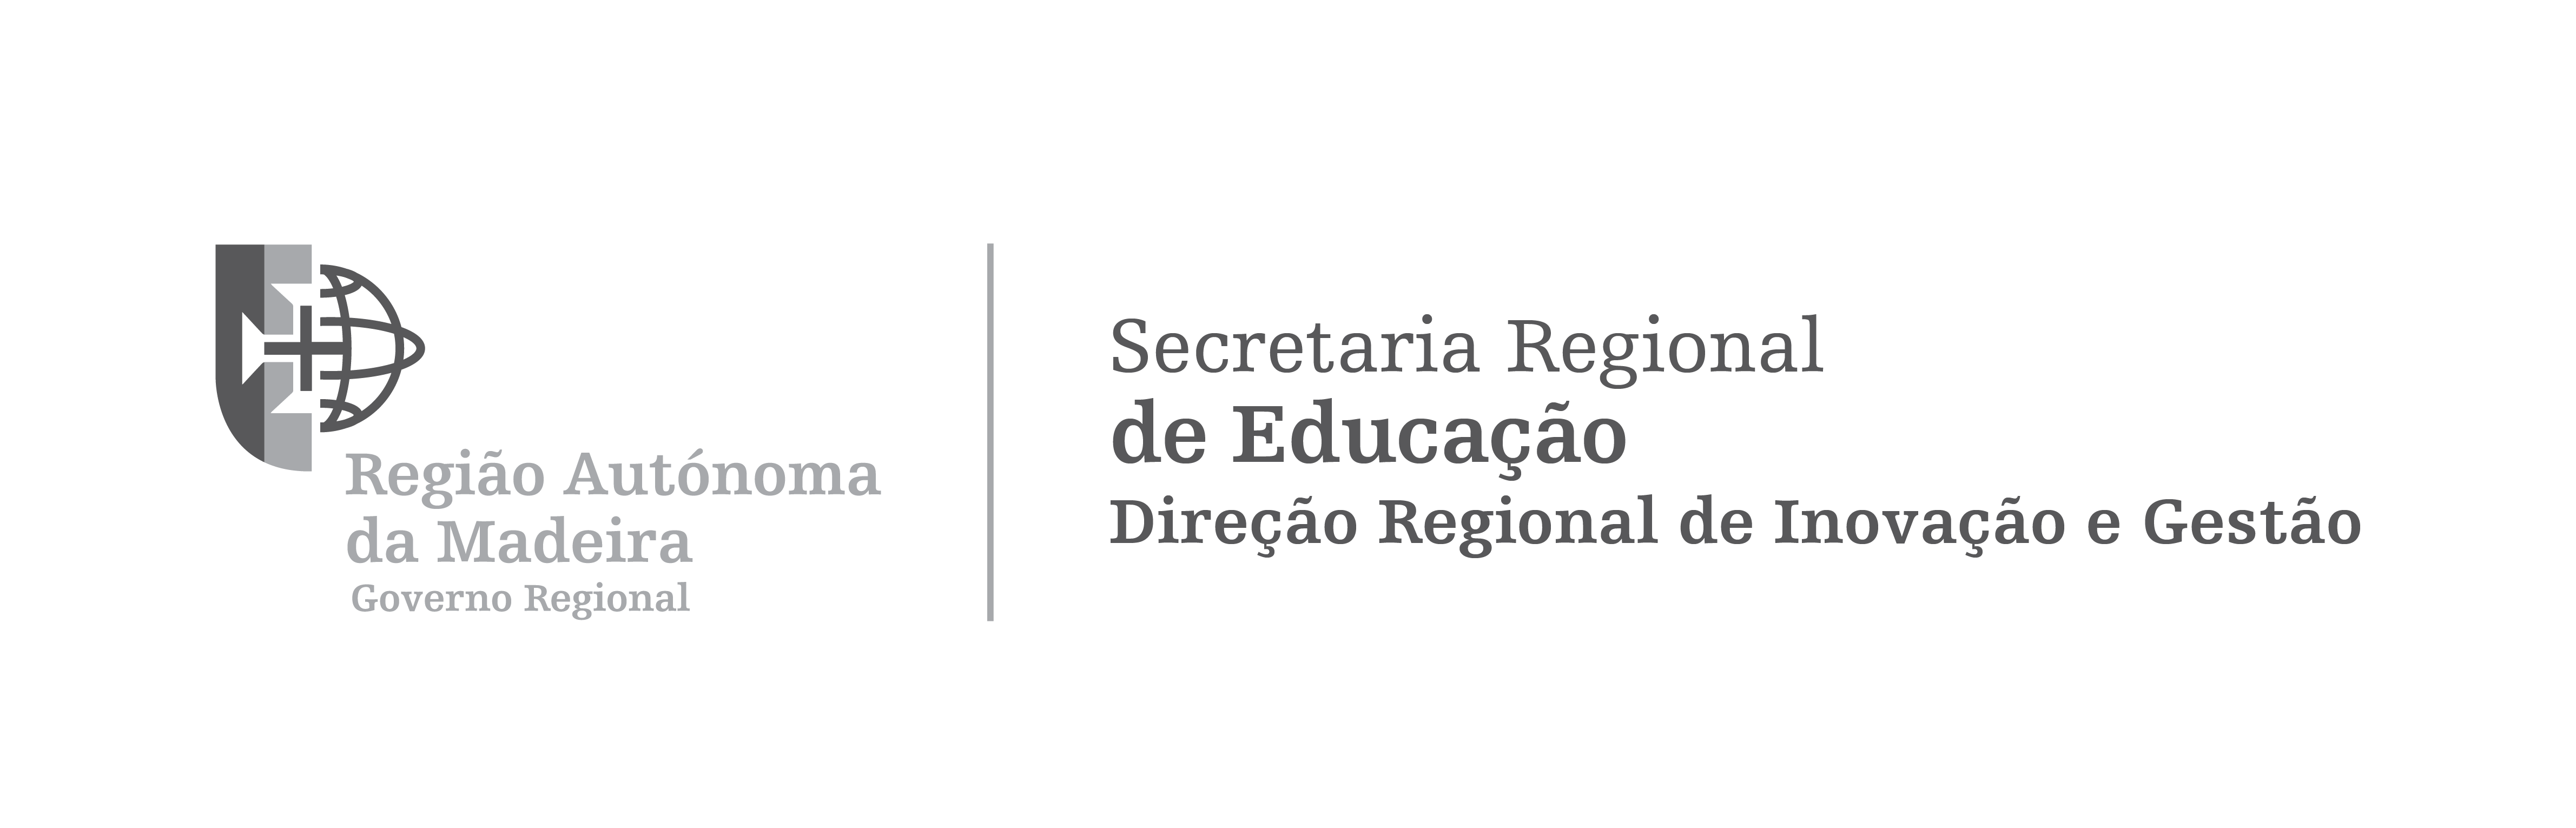 Região Autónoma
da Madeira
Governo Regional
Secretaria Regional
de Educação
Direção Regional de Inovação e Gestão